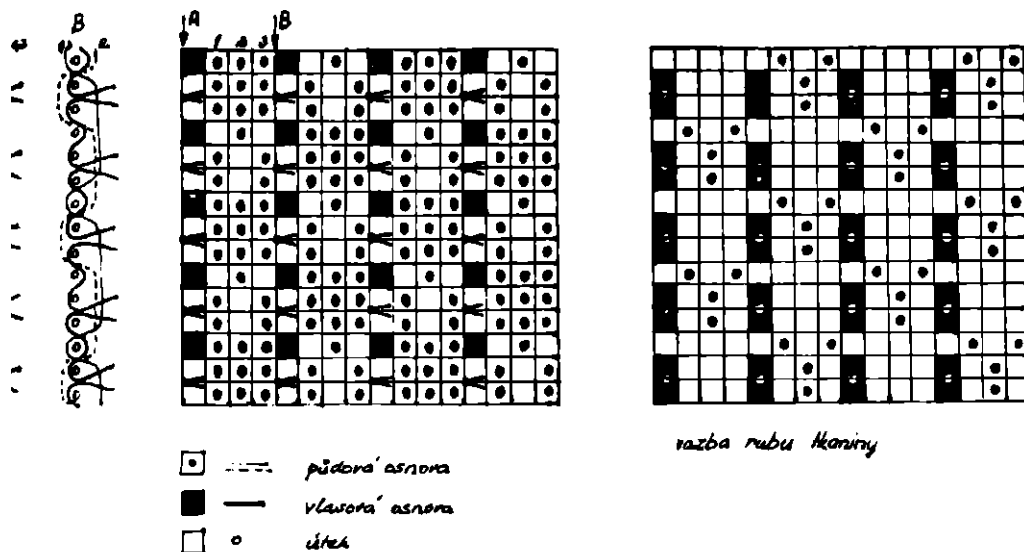 B
A 1 2 3 B
vazba rubu tkaniny
půdová osnova
vlasová osnova
útek